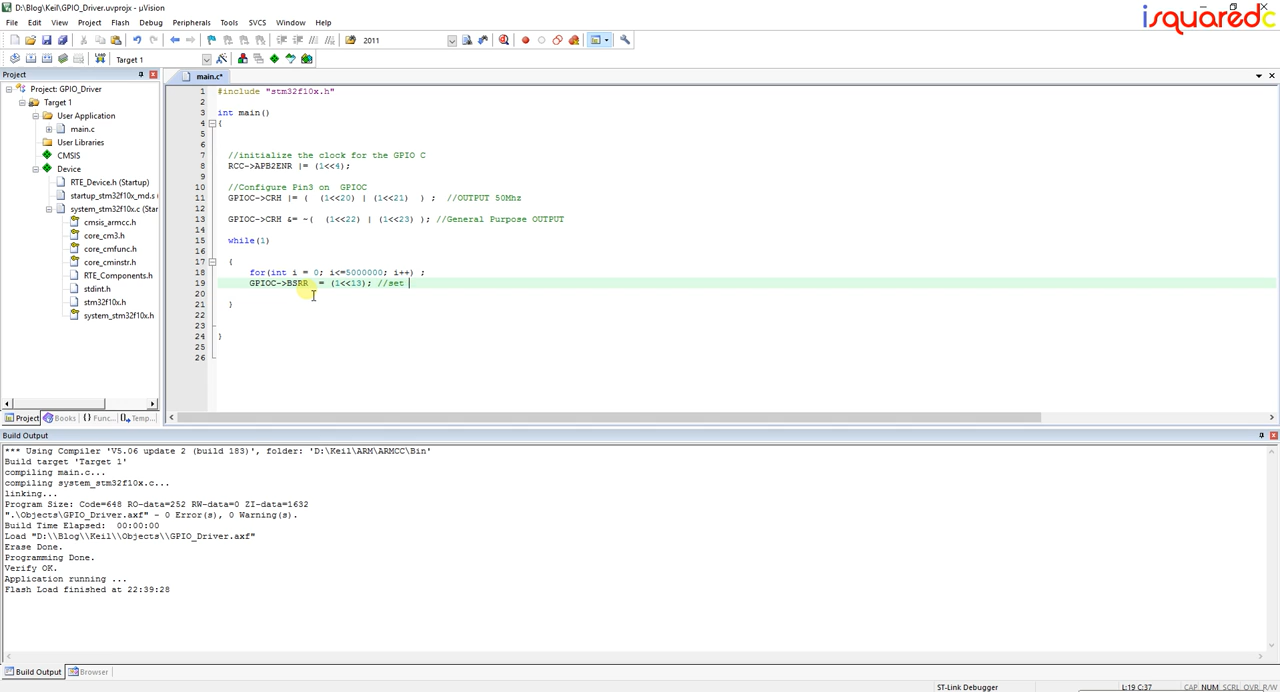 D:\Blog\Keil\GPIO_Driver.uvprojx - µVision
isquaredc
File Edit View Project Flash Debug Peripherals Tools SVCS Window Help
2011
Target 1
Project
main.c*
Project: GPIO_Driver
Target 1
User Application
main.c
User Libraries
CMSIS
Device
RTE_Device.h (Startup)
startup_stm32f10x_md.s
system_stm32f10x.c (Star
cmsis_armcc.h
core_cm3.h
core_cmfunc.h
core_cminstr.h
RTE_Components.h
stdint.h
stm32f10x.h
system_stm32f10x.h
1 #include "stm32f10x.h"
2
3 int main()
4 {
5
6
7 //initialize the clock for the GPIO C
8 RCC->APB2ENR |= (1<<4);
9
10 //Configure Pin3 on  GPIOC
11 GPIOC->CRH |= (  (1<<20) | (1<<21)  ) ;  //OUTPUT 50Mhz
12
13 GPIOC->CRH &= ~(  (1<<22) | (1<<23) ); //General Purpose OUTPUT
14
15 while(1)
16
17 {
18 for(int i = 0; i<=5000000; i++) ;
19 GPIOC->BSRR  = (1<<13); //set
20
21 }
22
23
24 }
25
26
Project Books {} Func... Temp...
Build Output
*** Using Compiler 'V5.06 update 2 (build 183)', folder: 'D:\Keil\ARM\ARMCC\Bin'
Build target 'Target 1'
compiling main.c...
compiling system_stm32f10x.c...
linking...
Program Size: Code=648 RO-data=252 RW-data=0 ZI-data=1632
".\Objects\GPIO_Driver.axf" - 0 Error(s), 0 Warning(s).
Build Time Elapsed:  00:00:00
Load "D:\\Blog\\Keil\\Objects\\GPIO_Driver.axf"
Erase Done.
Programming Done.
Verify OK.
Application running ...
Flash Load finished at 22:39:28
Build Output Browser
ST-Link Debugger L:19 C:37 CAP NUM SCRL OVR R/W